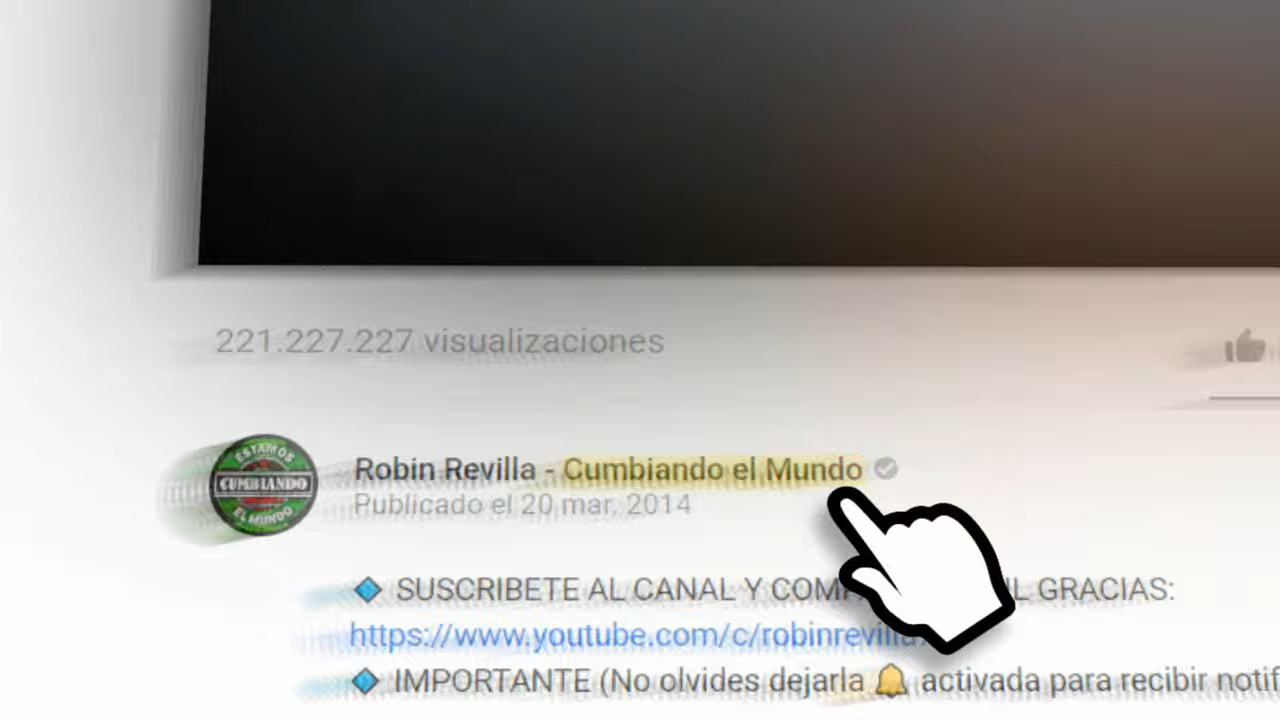 221.227.227 visualizaciones
ESTAMOS
CUMBIANDO
EL MUNDO
Robin Revilla - Cumbiando el Mundo
Publicado el 20 mar. 2014
SUSCRIBETE AL CANAL Y GRACIAS:
https://www.youtube.com/c/robinrevilla
IMPORTANTE (No olvides dejarla 🔔 activada para recibir notif